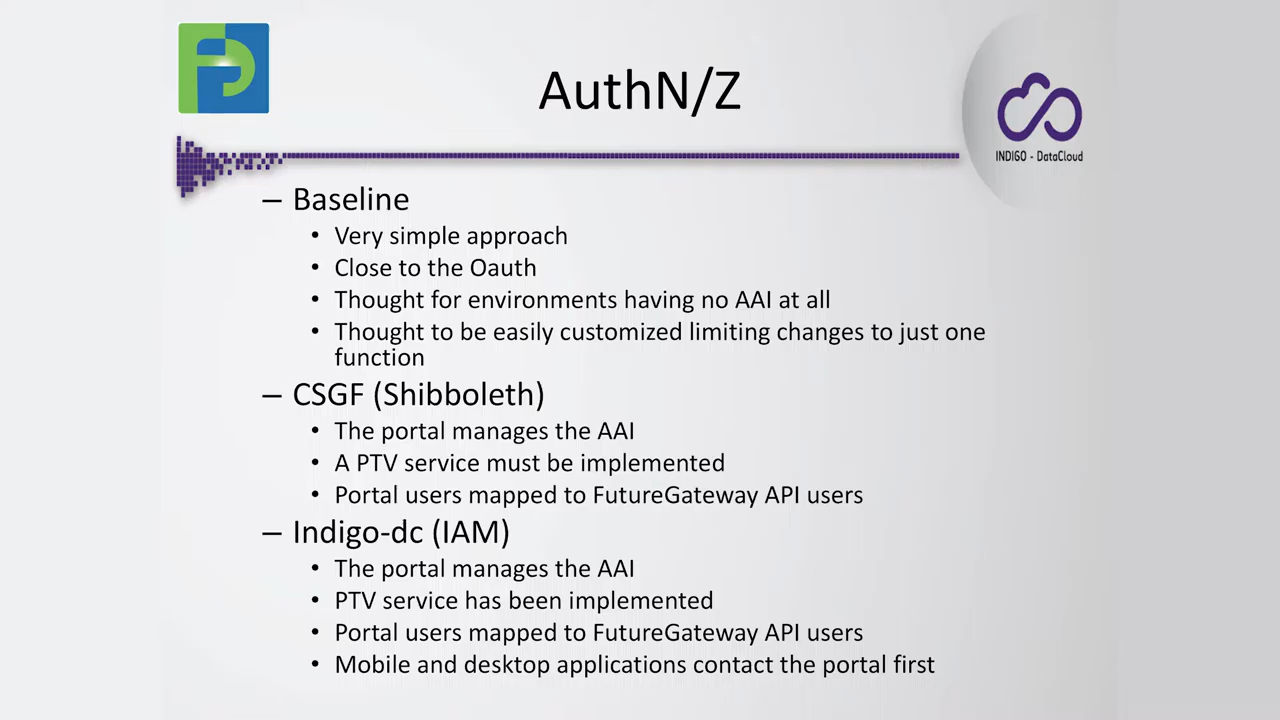 AuthN/Z
INDIGO - DataCloud
– Baseline
• Very simple approach
• Close to the Oauth
• Thought for environments having no AAI at all
• Thought to be easily customized limiting changes to just one
function
– CSGF (Shibboleth)
• The portal manages the AAI
• A PTV service must be implemented
• Portal users mapped to FutureGateway API users
– Indigo-dc (IAM)
• The portal manages the AAI
• PTV service has been implemented
• Portal users mapped to FutureGateway API users
• Mobile and desktop applications contact the portal first